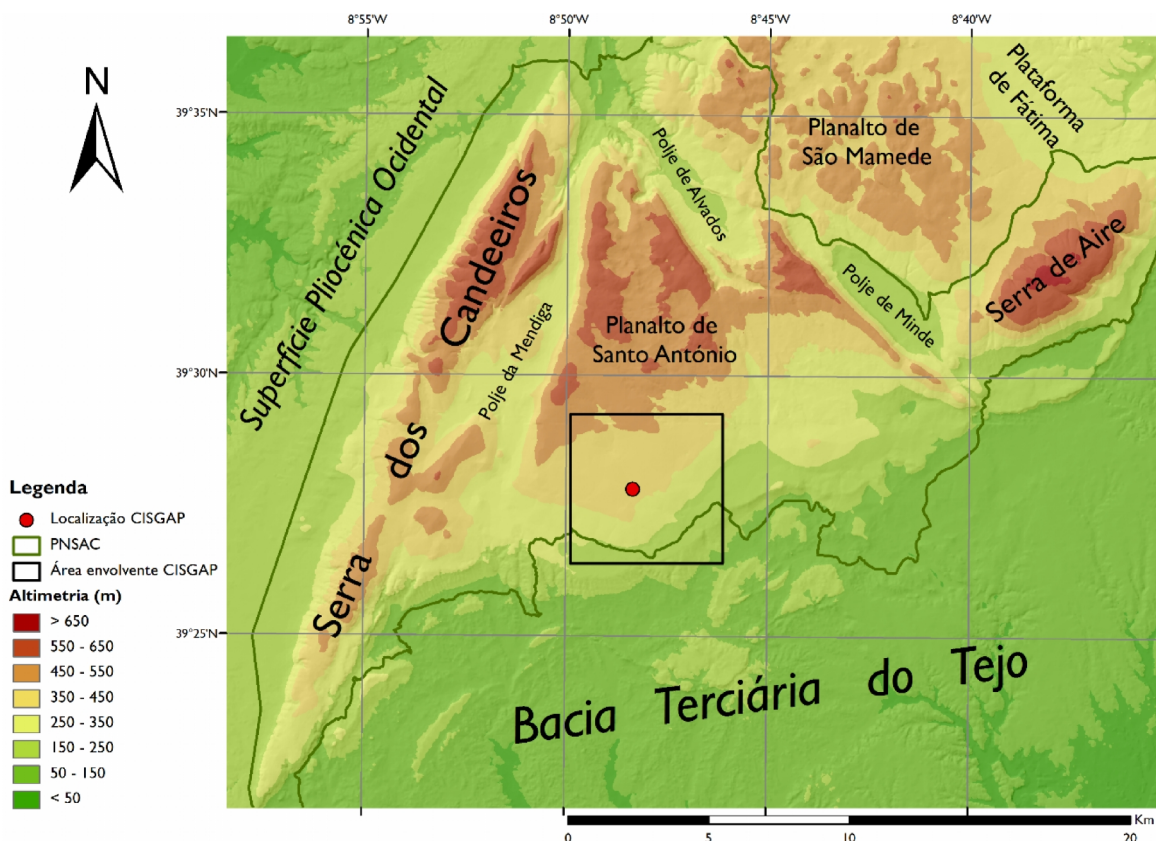 8°55'W
8°50'W
8°45'W
8°40'W
N
39°35'N
39°30'N
39°25'N
Superfície Pliocénica Ocidental
Serra dos Candeeiros
Polje da Mendiga
Polje de Alvados
Planalto de
São Mamede
Plataforma
de Fátima
Serra de Aire
Polje de Minde
Planalto de
Santo António
Bacia Terciária do Tejo
Legenda
Localização CISGAP
PNSAC
Área envolvente CISGAP
Altimetria (m)
> 650
550 - 650
450 - 550
350 - 450
250 - 350
150 - 250
50 - 150
< 50
Km
0
5
10
20